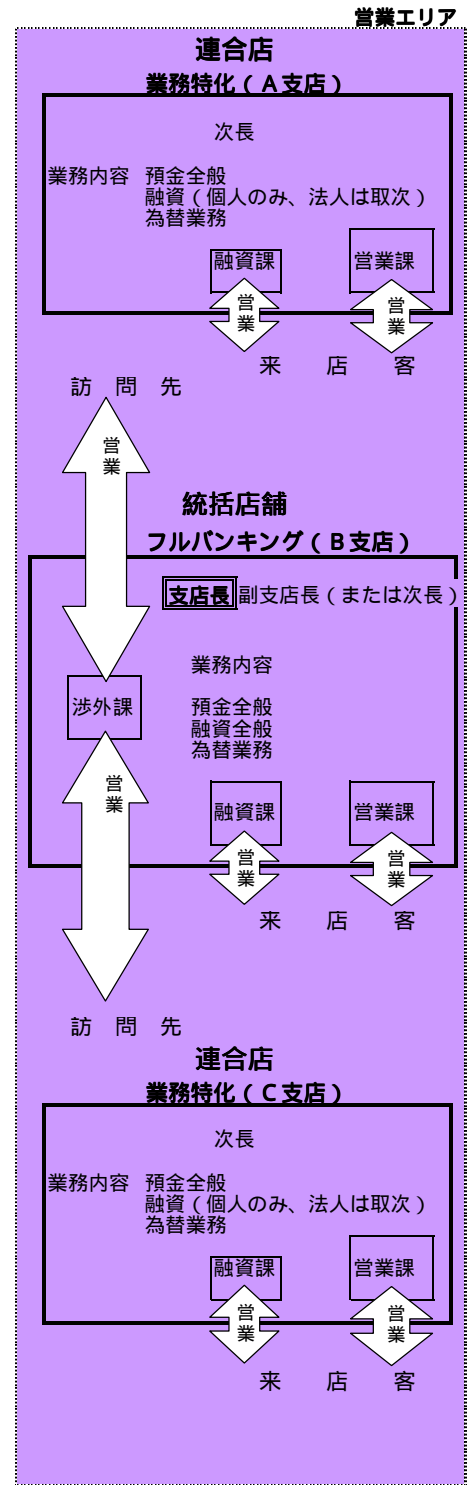 営業エリア
連合店
業務特化（Ａ支店）
次長
業務内容 預金全般
融資（個人のみ、法人は取次）
為替業務
融資課 営業課
営業 営業
来 店 客
訪 問 先
営業
統括店舗
フルバンキング（Ｂ支店）
支店長 副支店長（または次長）
業務内容
渉外課 預金全般
融資全般
為替業務
営業
融資課 営業課
営業 営業
来 店 客
訪 問 先
連合店
業務特化（Ｃ支店）
次長
業務内容 預金全般
融資（個人のみ、法人は取次）
為替業務
融資課 営業課
営業 営業
来 店 客